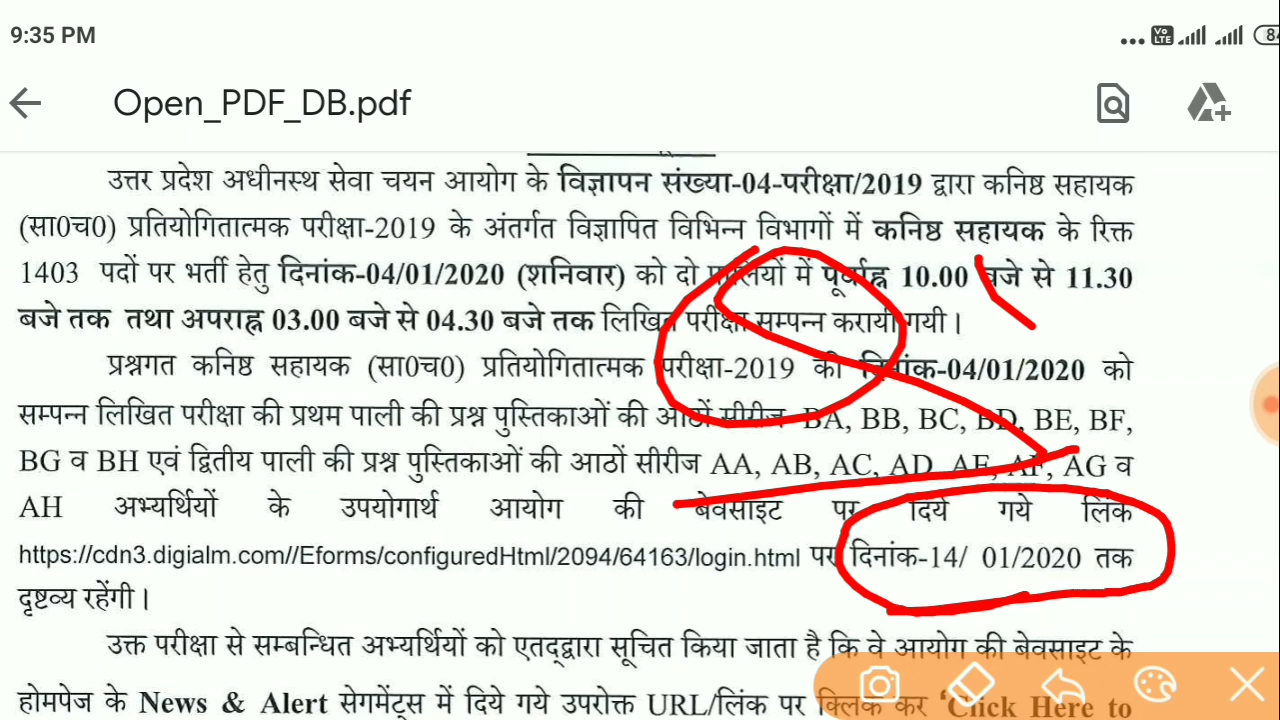 9:35 PM
Vo LTE
84
Open_PDF_DB.pdf
उत्तर प्रदेश अधीनस्थ सेवा चयन आयोग के विज्ञापन संख्या-04-परीक्षा/2019 द्वारा कनिष्ठ सहायक
(सा0च0) प्रतियोगितात्मक परीक्षा-2019 के अंतर्गत विज्ञापित विभिन्न विभागों में कनिष्ठ सहायक के रिक्त
1403 पदों पर भर्ती हेतु दिनांक-04/01/2020 (शनिवार) को दो पालियों में पूर्वाह्न 10.00 बजे से 11.30
बजे तक तथा अपराह्न 03.00 बजे से 04.30 बजे तक लिखित परीक्षा सम्पन्न करायी गयी।
प्रश्नगत कनिष्ठ सहायक (सा0च0) प्रतियोगितात्मक परीक्षा-2019 की दिनांक-04/01/2020 को
सम्पन्न लिखित परीक्षा की प्रथम पाली की प्रश्न पुस्तिकाओं की आठों सीरीज BA, BB, BC, BD, BE, BF,
BG व BH एवं द्वितीय पाली की प्रश्न पुस्तिकाओं की आठों सीरीज AA, AB, AC, AD, AE, AF, AG व
AH अभ्यर्थियों के उपयोगार्थ आयोग की बेवसाइट पर दिये गये लिंक
https://cdn3.digialm.com//Eforms/configuredHtml/2094/64163/login.html पर दिनांक-14/ 01/2020 तक
दृष्टव्य रहेंगी।
उक्त परीक्षा से सम्बन्धित अभ्यर्थियों को एतद्द्वारा सूचित किया जाता है कि वे आयोग की बेवसाइट के
होमपेज के News & Alert सेगमेंट्स में दिये गये उपरोक्त URL/लिंक पर क्लिक कर 'Click Here to